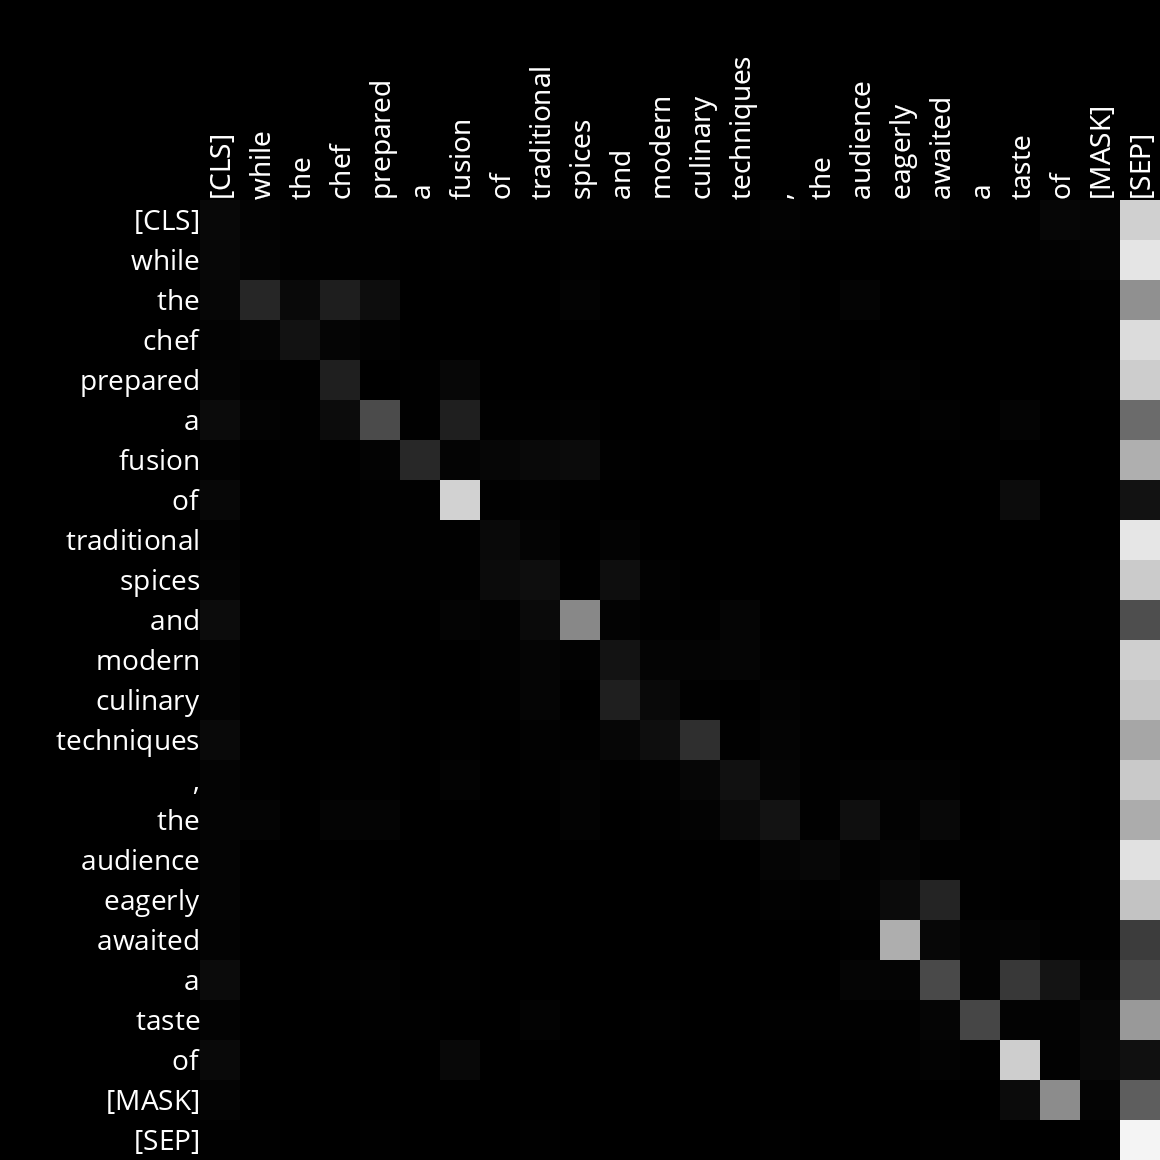 [CLS] while the chef prepared a fusion of traditional spices and modern culinary techniques , the audience eagerly awaited a taste of [MASK] [SEP]
[CLS]
while
the
chef
prepared
a
fusion
of
traditional
spices
and
modern
culinary
techniques
,
the
audience
eagerly
awaited
a
taste
of
[MASK]
[SEP]